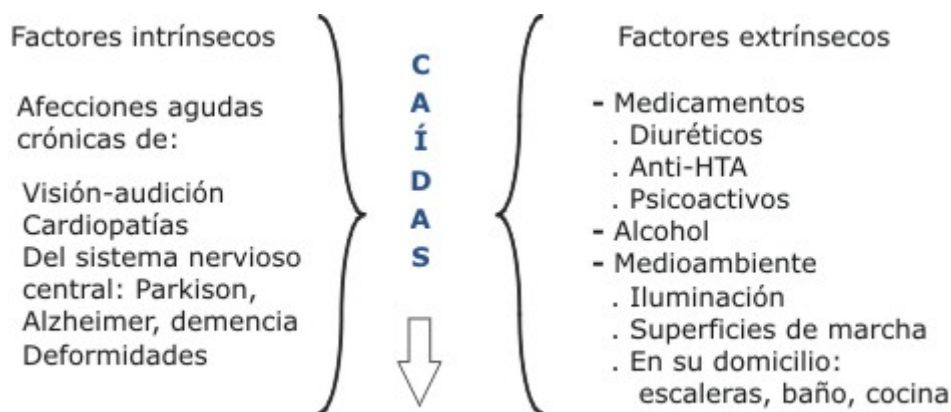 Factores intrínsecos
Afecciones agudas
crónicas de:
Visión-audición
Cardiopatías
Del sistema nervioso
central: Parkison,
Alzheimer, demencia
Deformidades
C
A
Í
D
A
S
Factores extrínsecos
- Medicamentos
. Diuréticos
. Anti-HTA
. Psicoactivos
- Alcohol
- Medioambiente
. Iluminación
. Superficies de marcha
. En su domicilio:
escaleras, baño, cocina